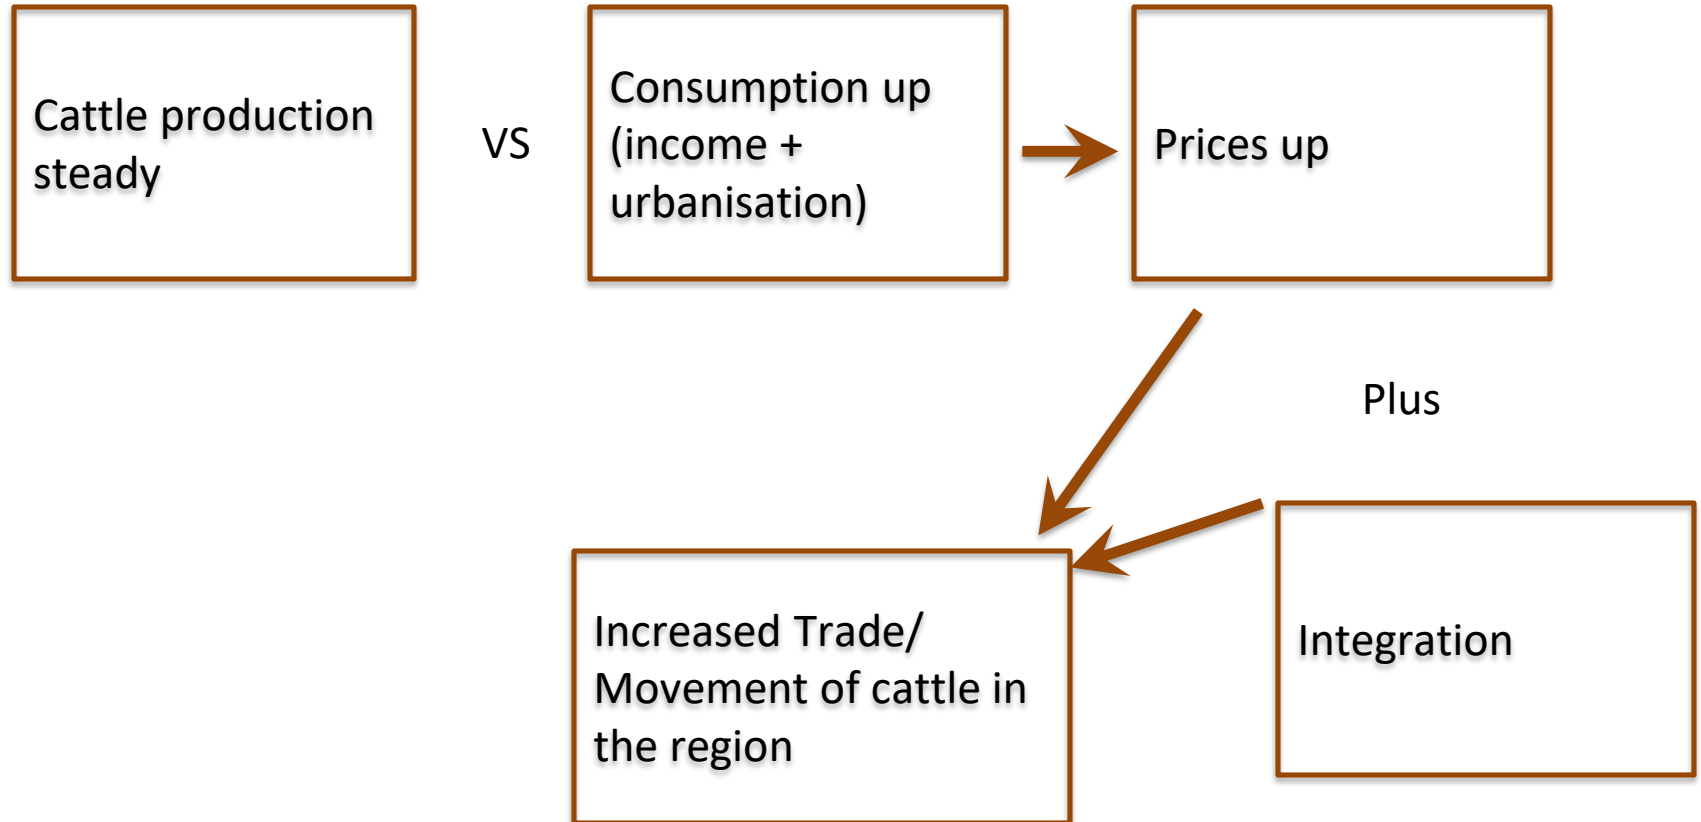 Cattle production
steady
VS
Consumption up
(income +
urbanisation)
Prices up
Plus
Increased Trade/
Movement of cattle in
the region
Integration